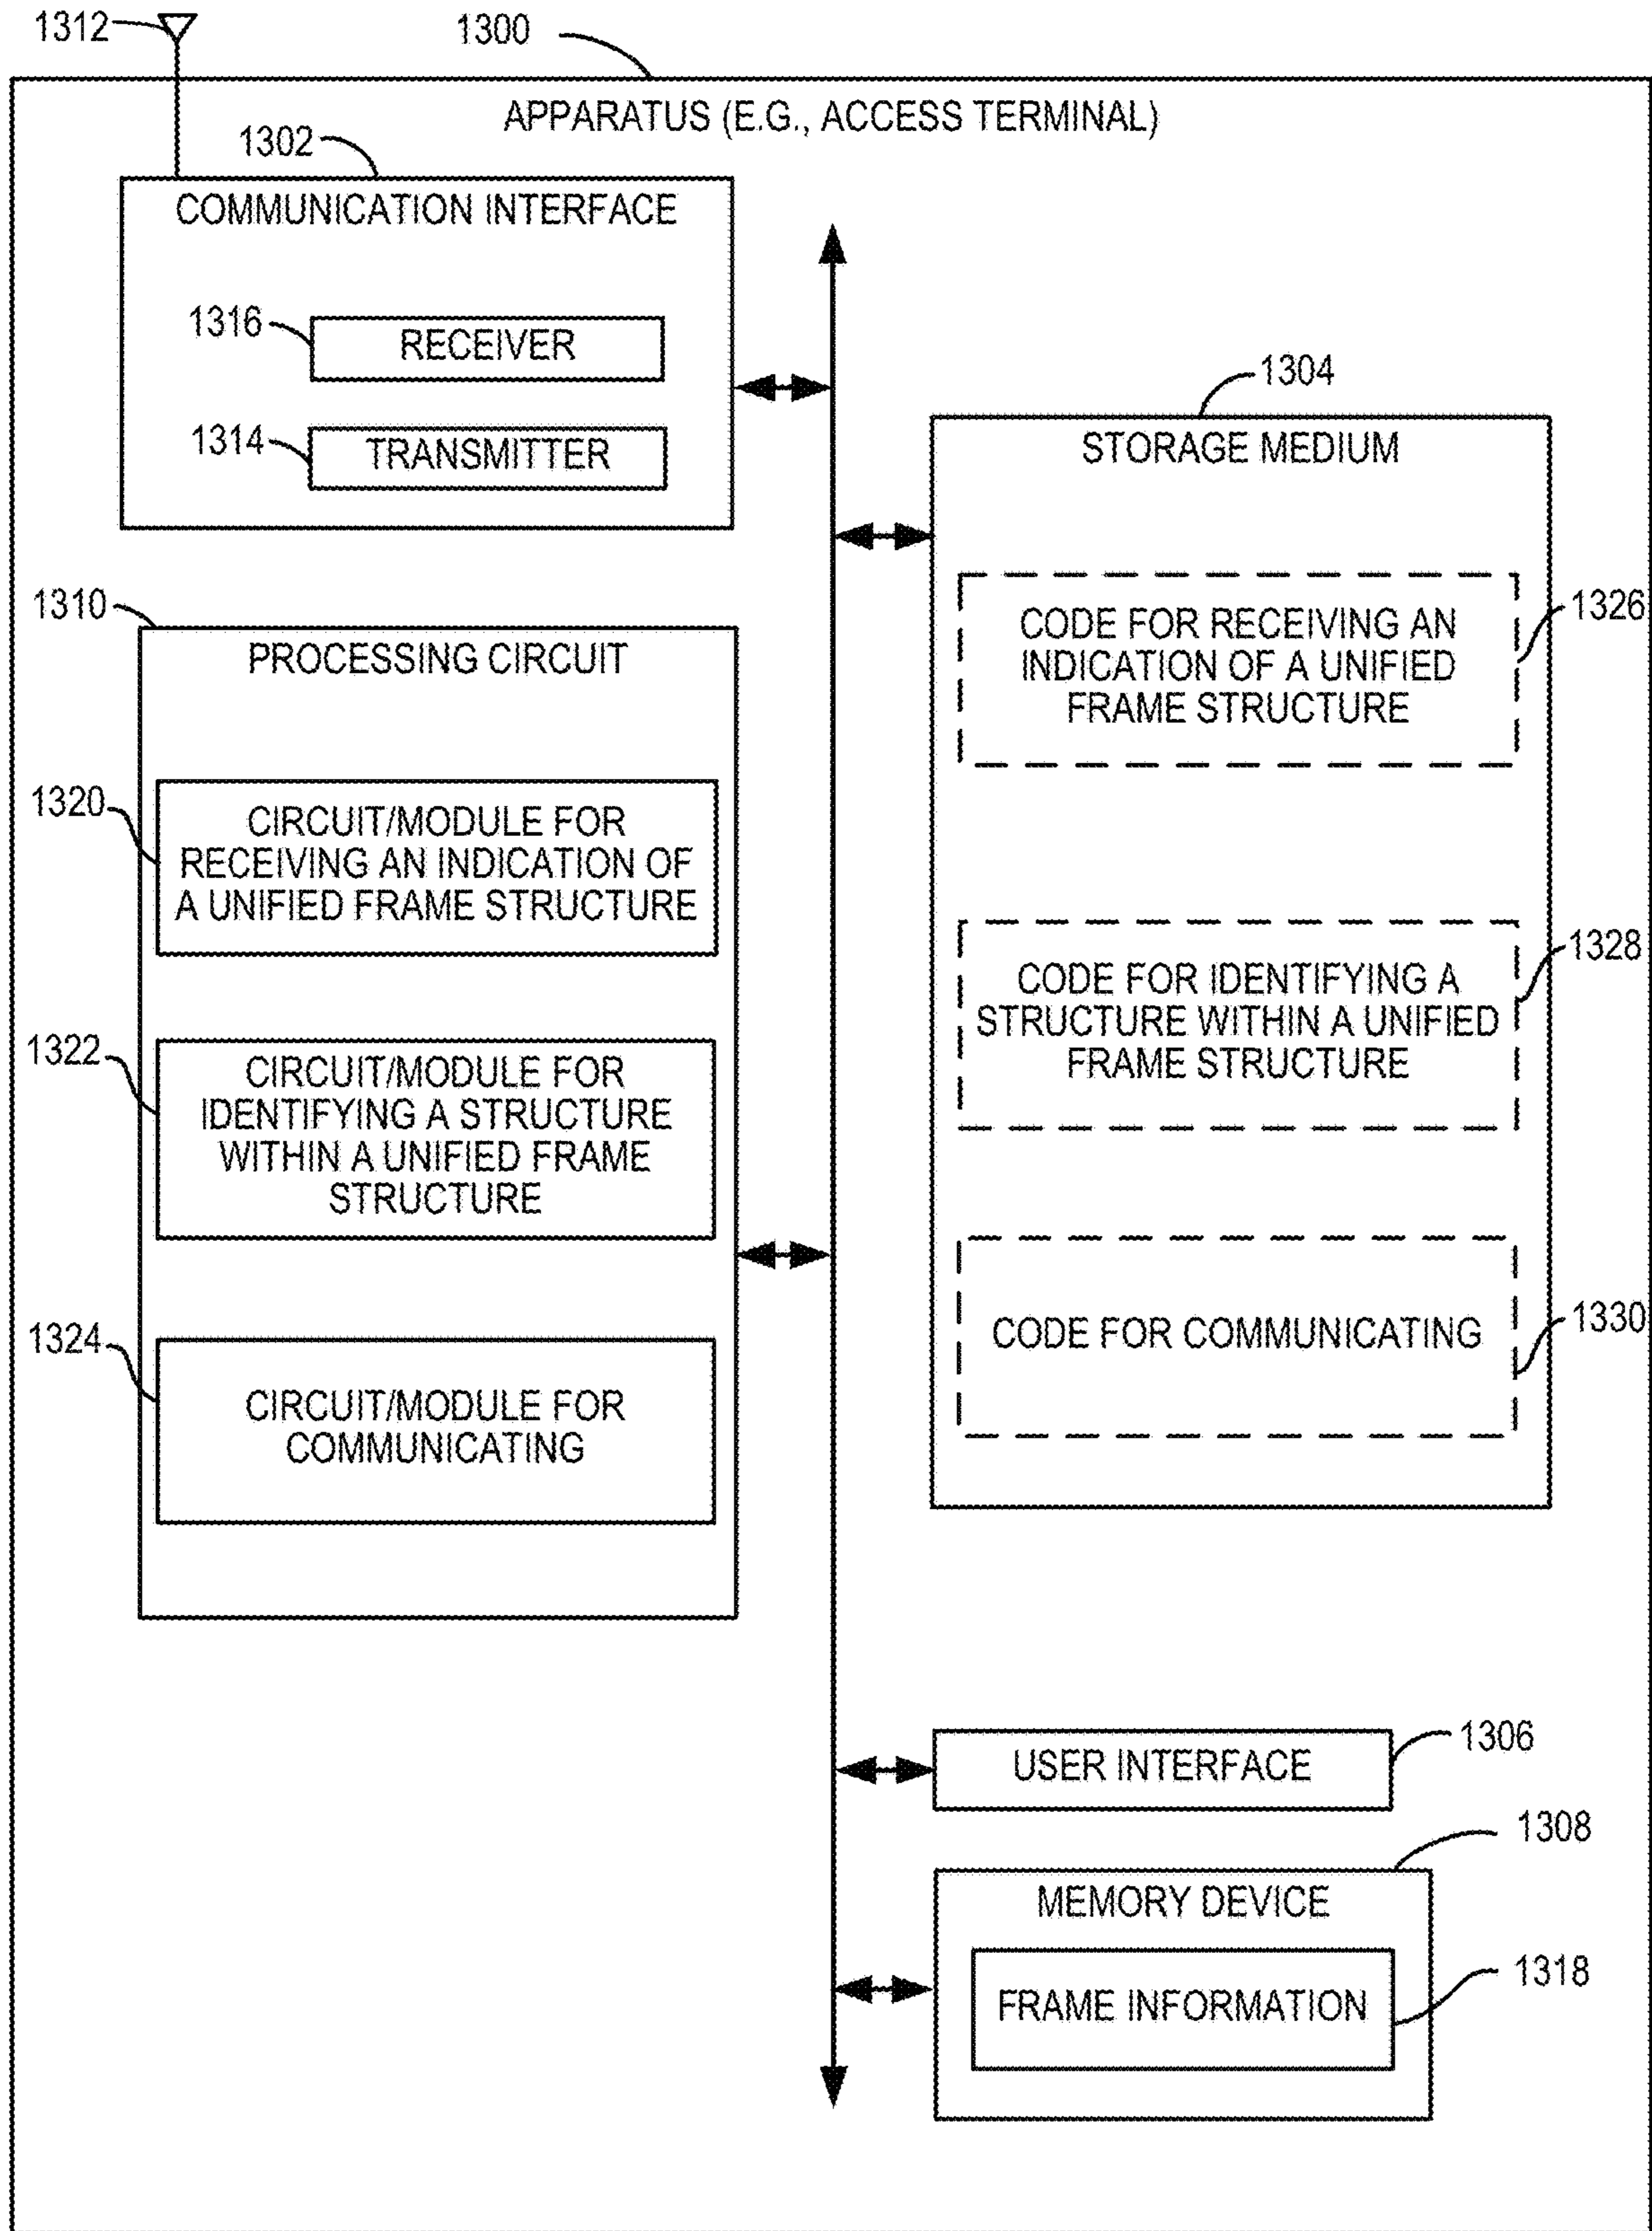 1312
1300
APPARATUS (E.G., ACCESS TERMINAL)
1302
COMMUNICATION INTERFACE
1316
RECEIVER
1314
TRANSMITTER
1304
STORAGE MEDIUM
1326
CODE FOR RECEIVING AN
INDICATION OF A UNIFIED
FRAME STRUCTURE
1328
CODE FOR IDENTIFYING A
STRUCTURE WITHIN A UNIFIED
FRAME STRUCTURE
1330
CODE FOR COMMUNICATING
1310
PROCESSING CIRCUIT
1320
CIRCUIT/MODULE FOR
RECEIVING AN INDICATION OF
A UNIFIED FRAME STRUCTURE
1322
CIRCUIT/MODULE FOR
IDENTIFYING A STRUCTURE
WITHIN A UNIFIED FRAME
STRUCTURE
1324
CIRCUIT/MODULE FOR
COMMUNICATING
1306
USER INTERFACE
1308
MEMORY DEVICE
1318
FRAME INFORMATION